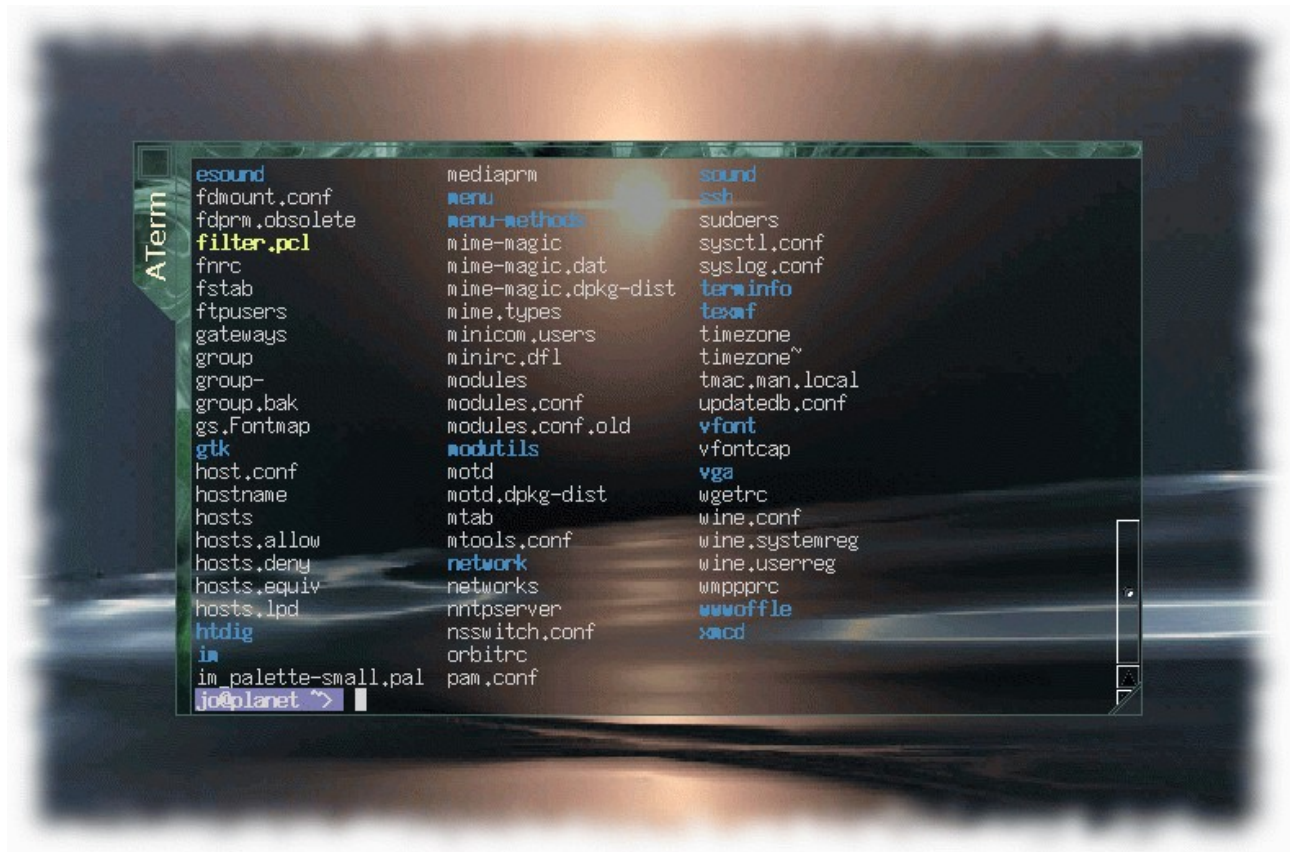 ATerm
esound mediaprm sound
fdmount.conf menu ssh
fdprm.obsolete menu-methods sudoers
filter.pcl mime-magic sysctl.conf
fnrc mime-magic.dat syslog.conf
fstab mime-magic.dpkg-dist terminfo
ftpusers mime.types texmf
gateways minicom.users timezone
group minirc.dfl timezone~
group- modules tmac.man.local
group.bak modules.conf updatedb.conf
gs.Fontmap modules.conf.old vfont
gtk modutils vfontcap
host.conf motd vga
hostname motd.dpkg-dist wgetrc
hosts mtab wine.conf
hosts.allow mtools.conf wine.systemreg
hosts.deny network wine.userreg
hosts.equiv networks wmppprc
hosts.lpd nntpserver wwwoffle
htdig nsswitch.conf xmcd
im orbitrc
im_palette-small.pal pam.conf
jo@planet ~>